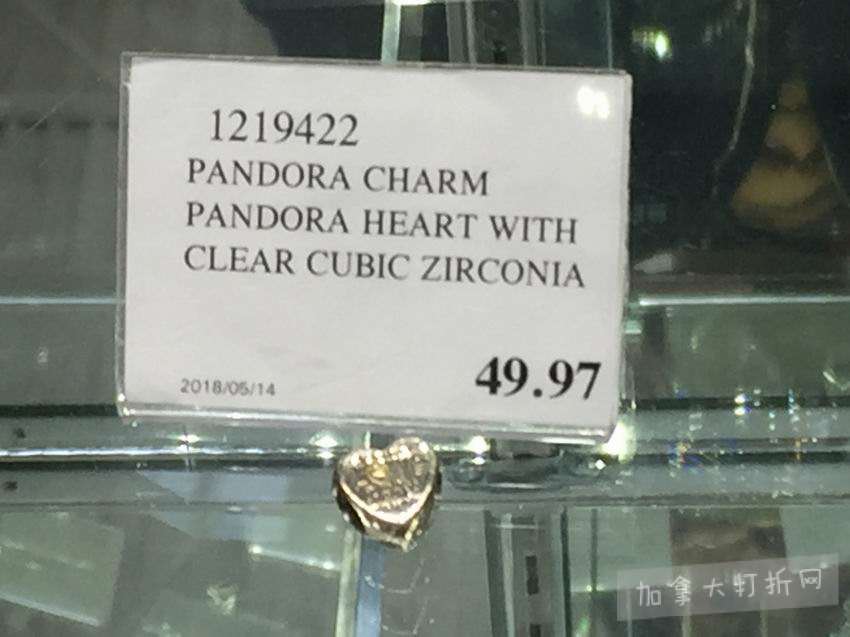 1219422
PANDORA CHARM
PANDORA HEART WITH
CLEAR CUBIC ZIRCONIA
49.97
2018/05/14
加拿大打折网